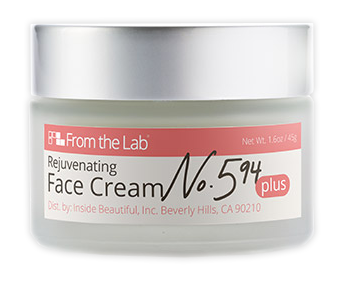 From the Lab®
Net Wt. 1.6oz / 45g
Rejuvenating
Face Cream No. 594 plus
Dist. by: Inside Beautiful, Inc. Beverly Hills, CA 90210